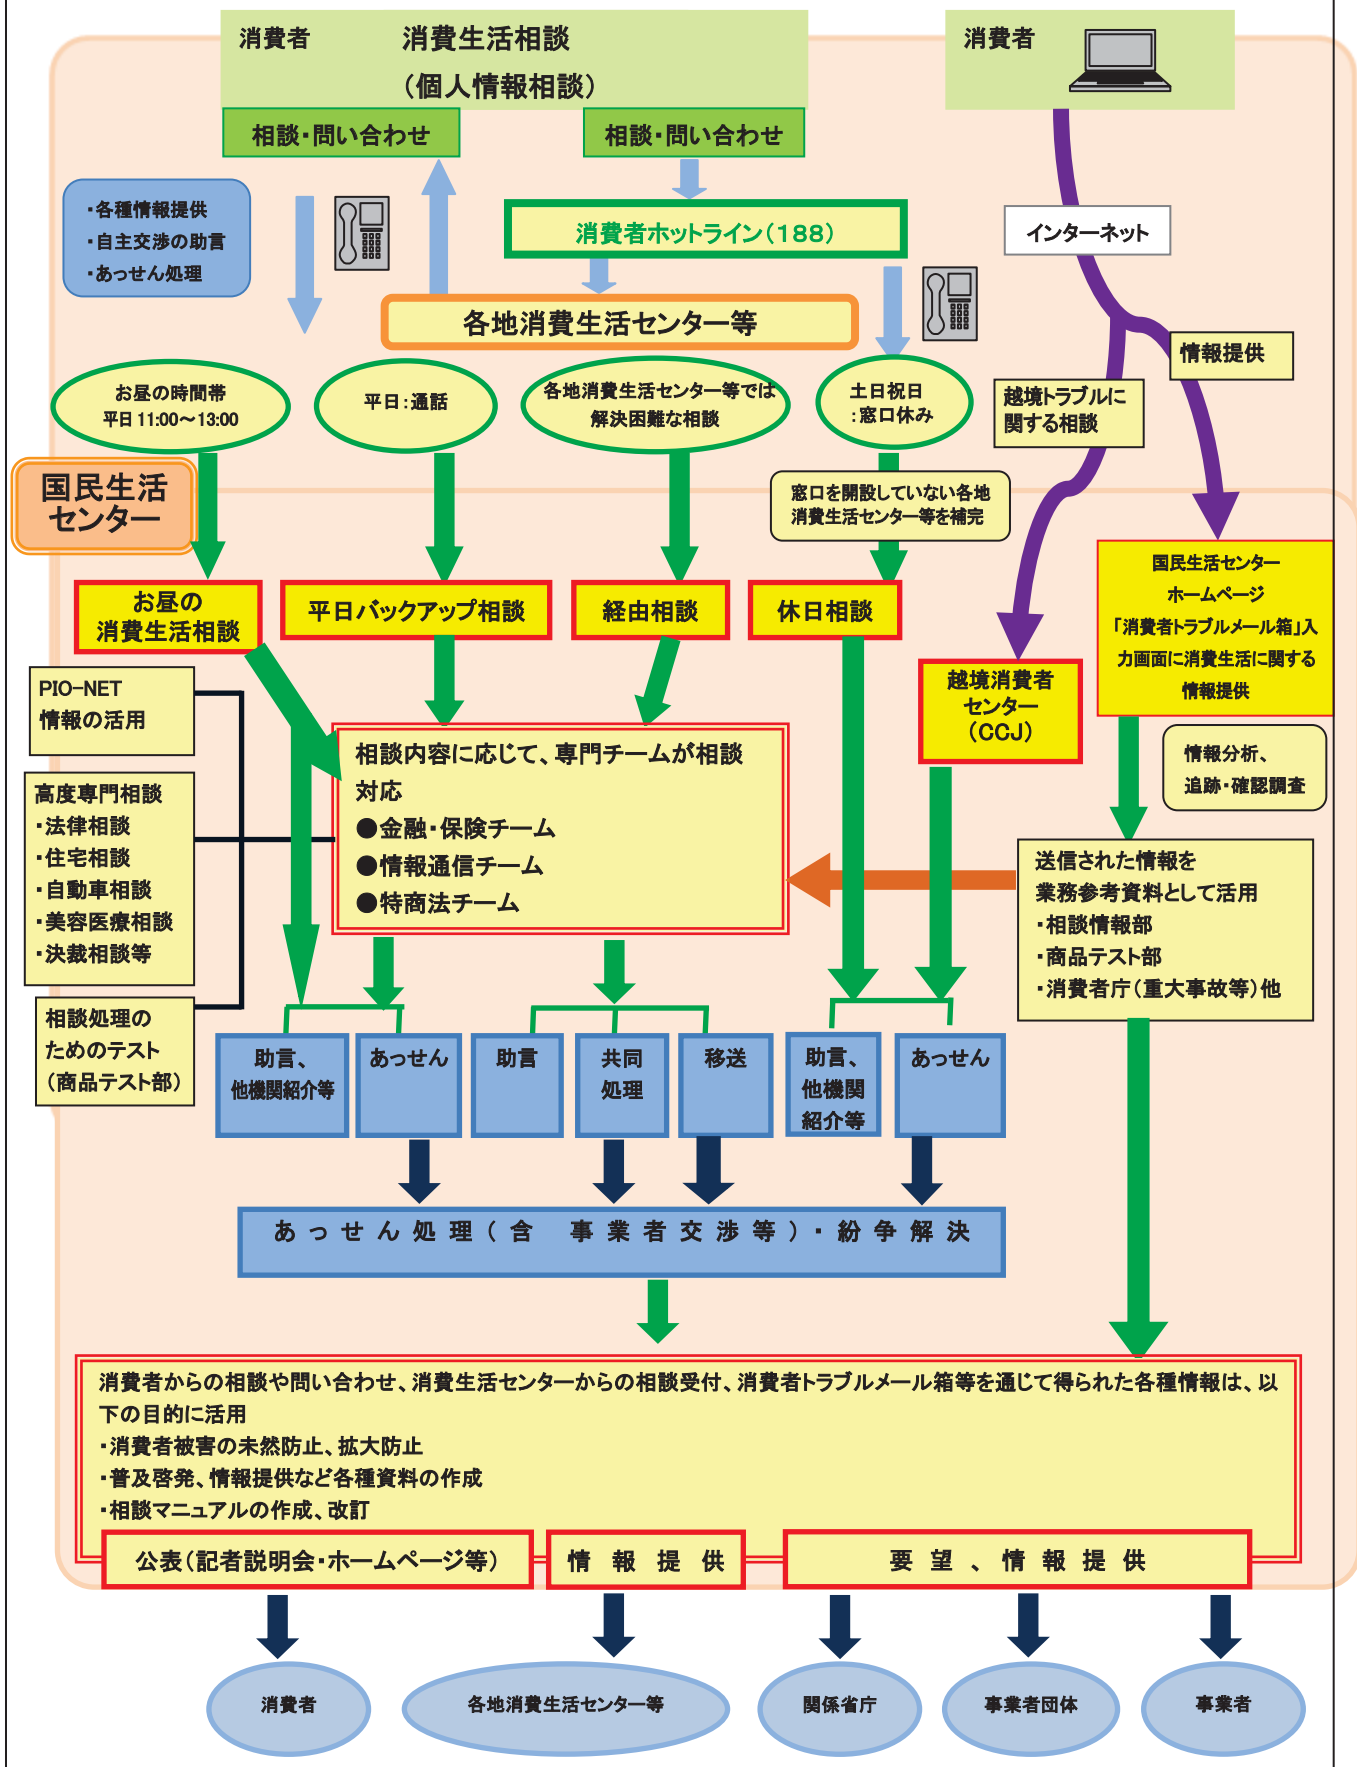 消費者
消費生活相談
（個人情報相談）
消費者
相談・問い合わせ
相談・問い合わせ
・各種情報提供
・自主交渉の助言
・あっせん処理
消費者ホットライン（188）
インターネット
各地消費生活センター等
情報提供
お昼の時間帯
平日 11:00～13:00
平日：通話
各地消費生活センター等では
解決困難な相談
土日祝日
：窓口休み
越境トラブルに
関する相談
国民生活
センター
窓口を開設していない各地
消費生活センター等を補完
お昼の
消費生活相談
平日バックアップ相談
経由相談
休日相談
国民生活センター
ホームページ
「消費者トラブルメール箱」入
力画面に消費生活に関する
情報提供
越境消費者
センター
（CCJ）
PIO-NET
情報の活用
情報分析、
追跡・確認調査
相談内容に応じて、専門チームが相談
対応
●金融・保険チーム
●情報通信チーム
●特商法チーム
高度専門相談
・法律相談
・住宅相談
・自動車相談
・美容医療相談
・決裁相談等
送信された情報を
業務参考資料として活用
・相談情報部
・商品テスト部
・消費者庁（重大事故等）他
相談処理の
ためのテスト
（商品テスト部）
助言、
他機関紹介等
あっせん
助言
共同
処理
移送
助言、
他機関
紹介等
あっせん
あっせん処理（含　事業者交渉等）・紛争解決
消費者からの相談や問い合わせ、消費生活センターからの相談受付、消費者トラブルメール箱等を通じて得られた各種情報は、以
下の目的に活用
・消費者被害の未然防止、拡大防止
・普及啓発、情報提供など各種資料の作成
・相談マニュアルの作成、改訂
公表（記者説明会・ホームページ等）
情報提供
要望、情報提供
消費者
各地消費生活センター等
関係省庁
事業者団体
事業者